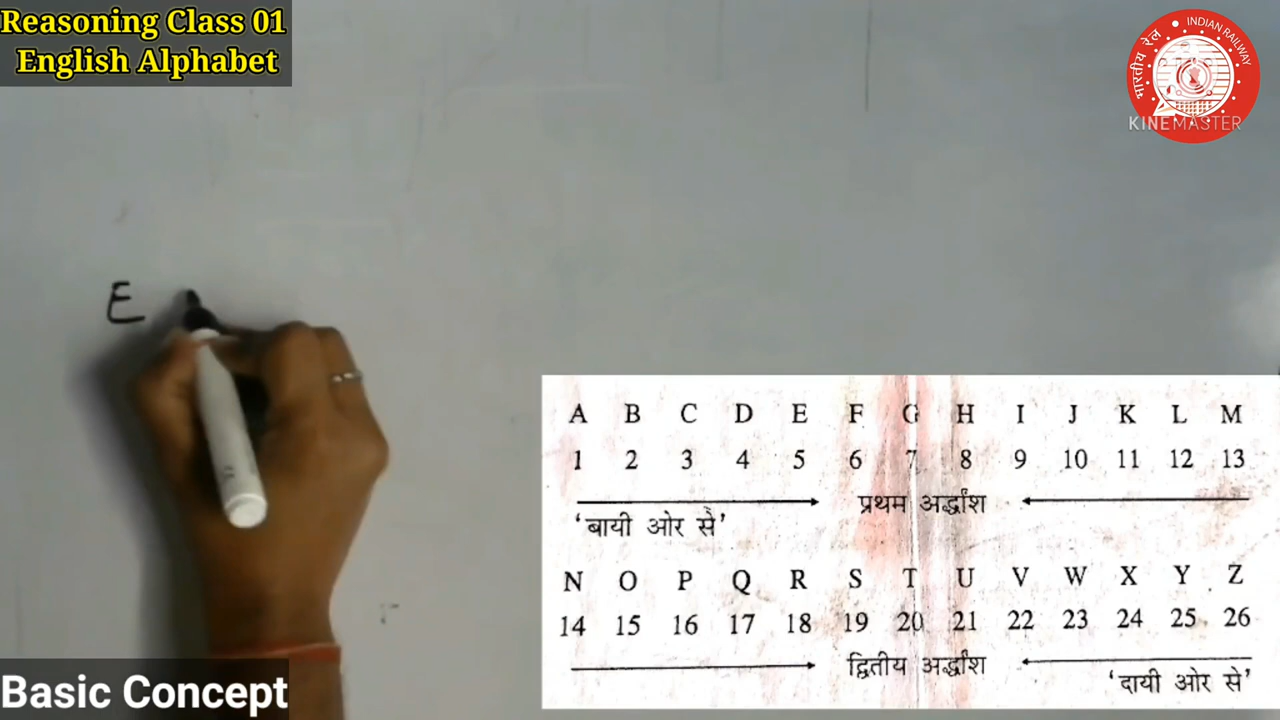 Reasoning Class 01
English Alphabet
भारतीय रेल
INDIAN RAILWAY
KINEMASTER
E
A B C D E F G H I J K L M
1 2 3 4 5 6 7 8 9 10 11 12 13
प्रथम अर्द्धांश
‘बायी ओर से’
N O P Q R S T U V W X Y Z
14 15 16 17 18 19 20 21 22 23 24 25 26
द्वितीय अर्द्धांश
‘दायी ओर से’
Basic Concept